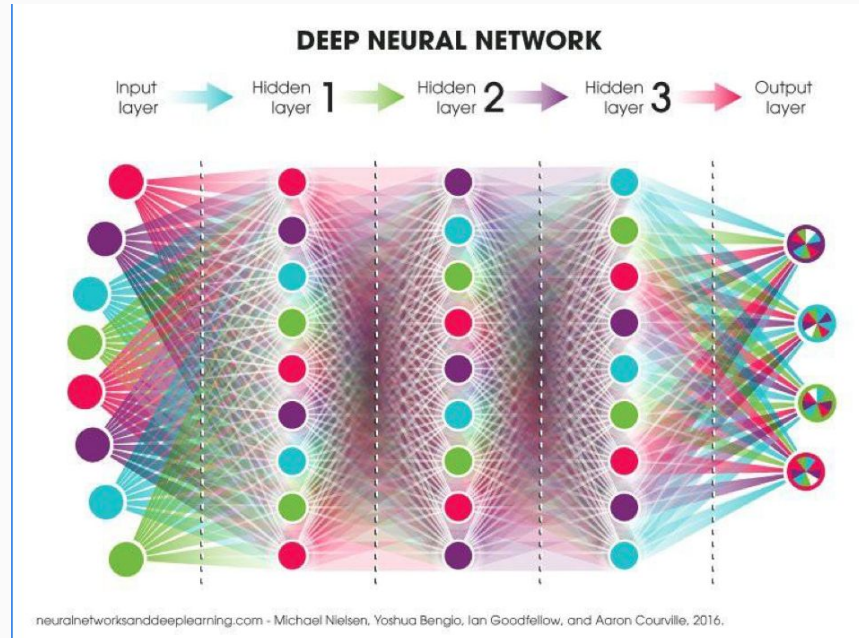 DEEP NEURAL NETWORK
Input
layer
Hidden
layer 1
Hidden
layer 2
Hidden
layer 3
Output
layer
neuralnetworksanddeeplearning.com - Michael Nielsen, Yoshua Bengio, Ian Goodfellow, and Aaron Courville, 2016.